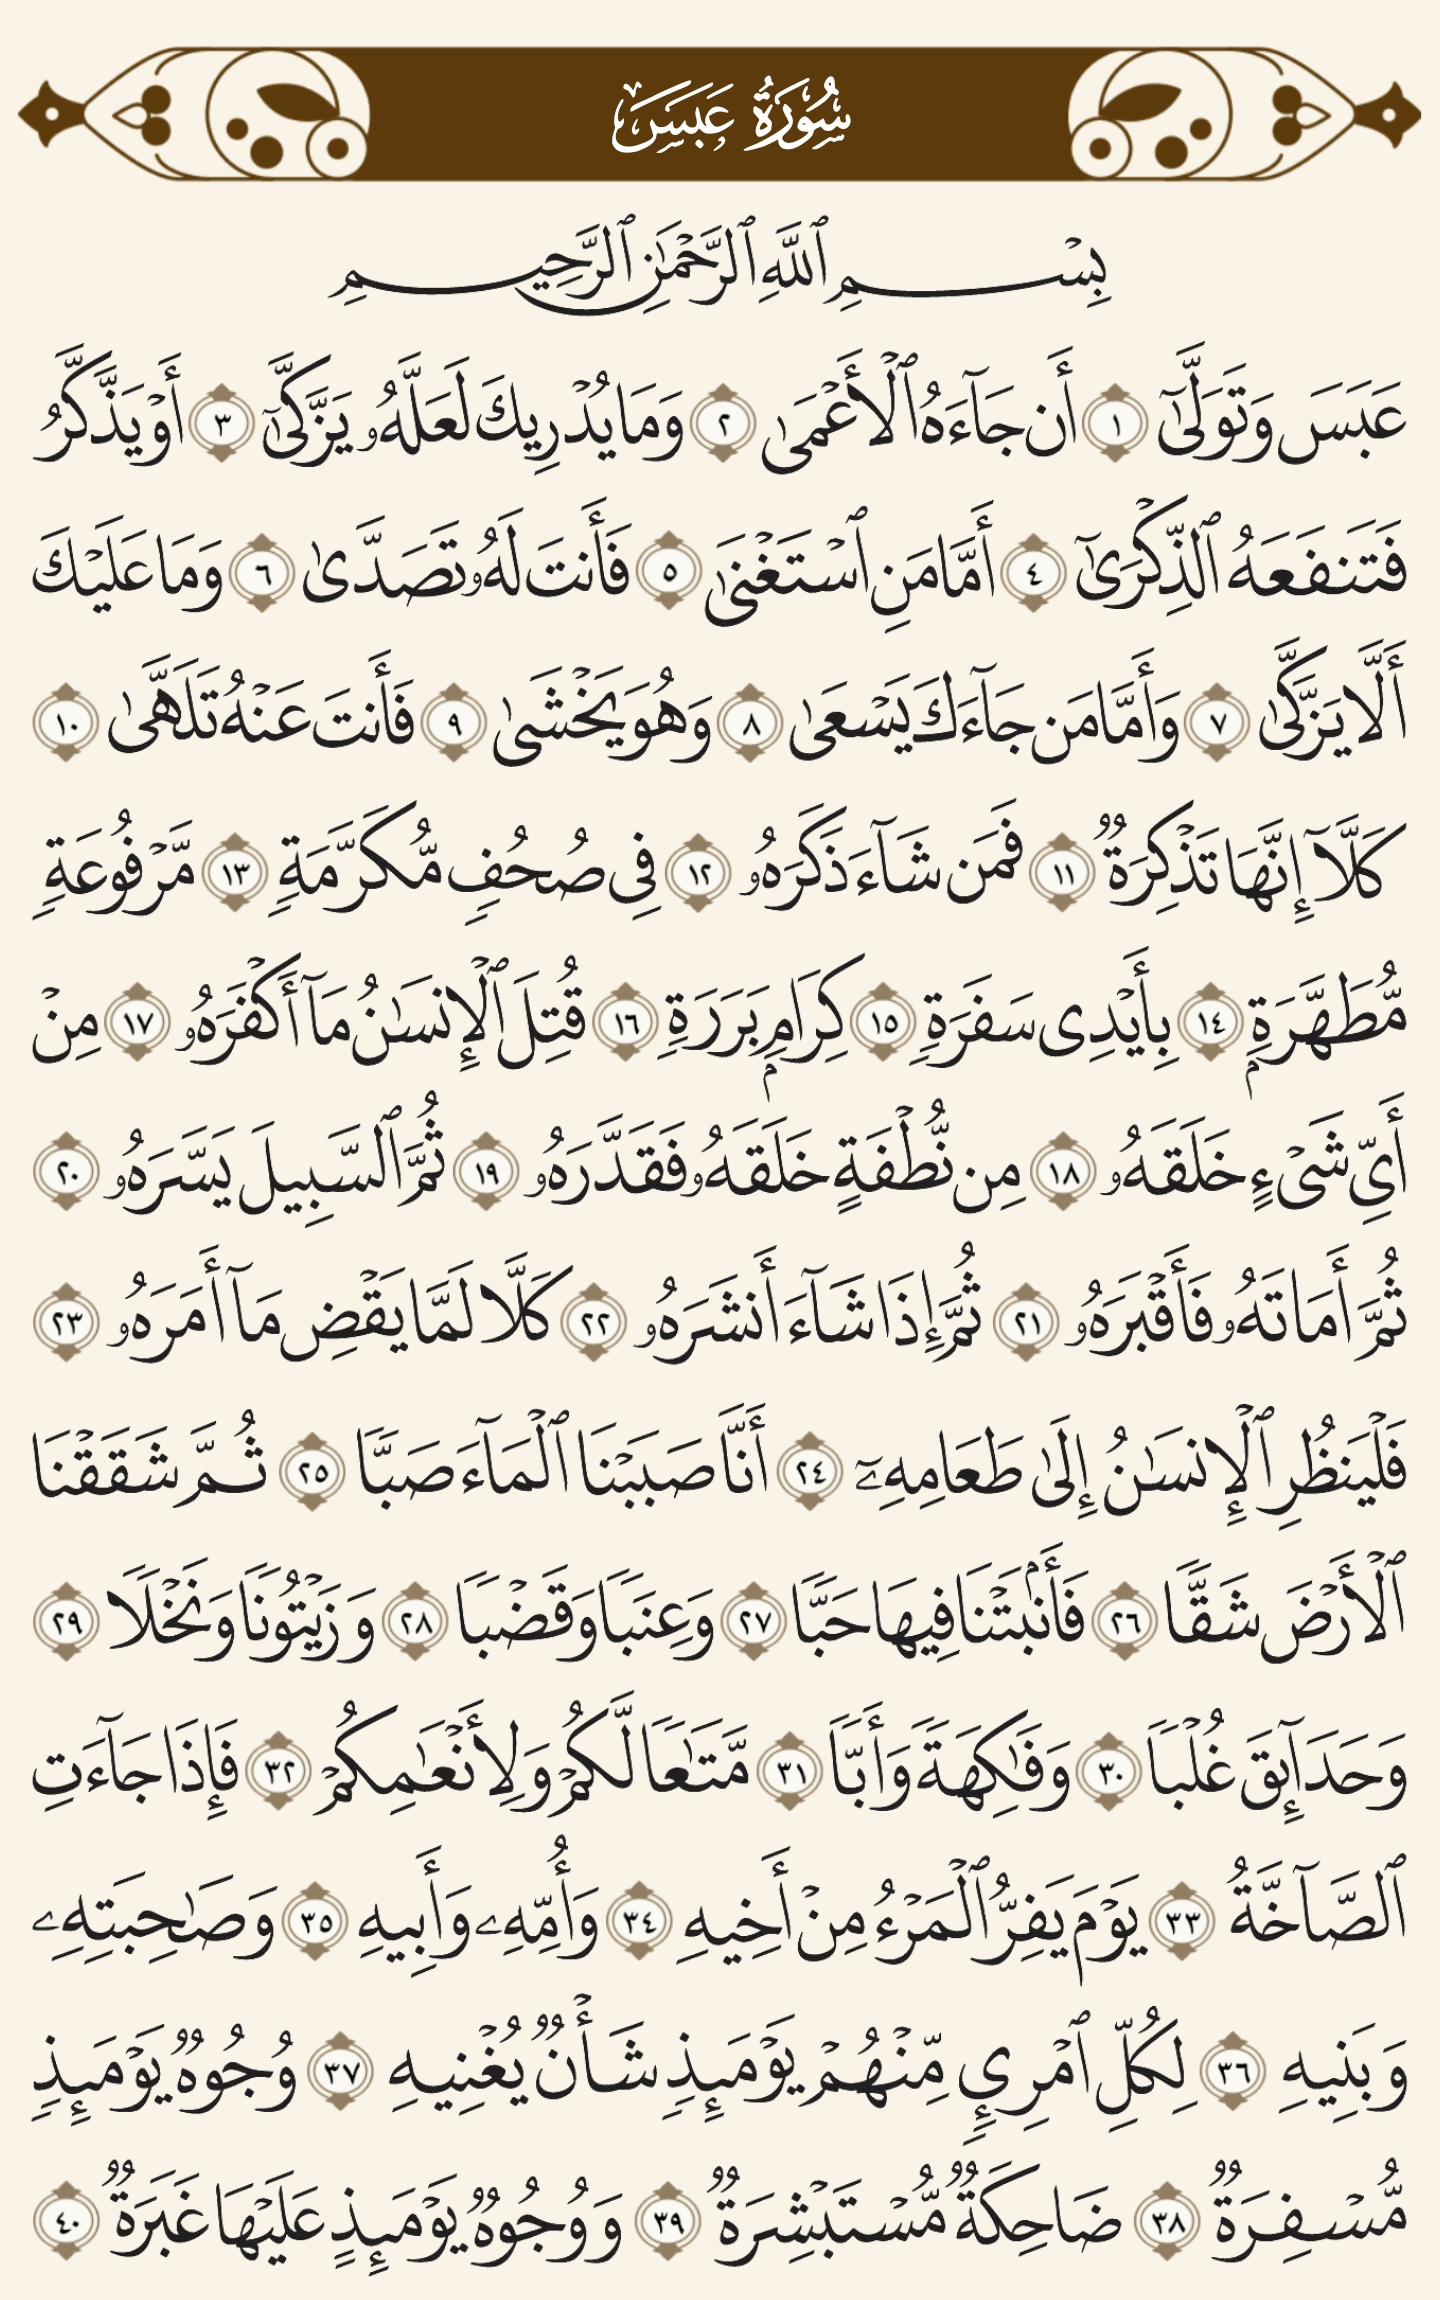 سُورَةُ عَبَسَ
بِسۡمِ ٱللَّهِ ٱلرَّحۡمَٰنِ ٱلرَّحِيمِ
عَبَسَ وَتَوَلَّىٰٓ ١ أَن جَآءَهُ ٱلۡأَعۡمَىٰ ٢ وَمَا يُدۡرِيكَ لَعَلَّهُۥ يَزَّكَّىٰٓ ٣ أَوۡ يَذَّكَّرُ
فَتَنفَعَهُ ٱلذِّكۡرَىٰٓ ٤ أَمَّا مَنِ ٱسۡتَغۡنَىٰ ٥ فَأَنتَ لَهُۥ تَصَدَّىٰ ٦ وَمَا عَلَيۡكَ
أَلَّا يَزَّكَّىٰ ٧ وَأَمَّا مَن جَآءَكَ يَسۡعَىٰ ٨ وَهُوَ يَخۡشَىٰ ٩ فَأَنتَ عَنۡهُ تَلَهَّىٰ ١٠
كَلَّآ إِنَّهَا تَذۡكِرَةٞ ١١ فَمَن شَآءَ ذَكَرَهُۥ ١٢ فِي صُحُفٖ مُّكَرَّمَةٖ ١٣ مَّرۡفُوعَةٖ
مُّطَهَّرَةِۭ ١٤ بِأَيۡدِي سَفَرَةٖ ١٥ كِرَامِۭ بَرَرَةٖ ١٦ قُتِلَ ٱلۡإِنسَٰنُ مَآ أَكۡفَرَهُۥ ١٧ مِنۡ
أَيِّ شَيۡءٍ خَلَقَهُۥ ١٨ مِن نُّطۡفَةٍ خَلَقَهُۥ فَقَدَّرَهُۥ ١٩ ثُمَّ ٱلسَّبِيلَ يَسَّرَهُۥ ٢٠
ثُمَّ أَمَاتَهُۥ فَأَقۡبَرَهُۥ ٢١ ثُمَّ إِذَا شَآءَ أَنشَرَهُۥ ٢٢ كَلَّا لَمَّا يَقۡضِ مَآ أَمَرَهُۥ ٢٣
فَلۡيَنظُرِ ٱلۡإِنسَٰنُ إِلَىٰ طَعَامِهِۦٓ ٢٤ أَنَّا صَبَبۡنَا ٱلۡمَآءَ صَبّٗا ٢٥ ثُمَّ شَقَقۡنَا
ٱلۡأَرۡضَ شَقّٗا ٢٦ فَأَنۢبَتۡنَا فِيهَا حَبّٗا ٢٧ وَعِنَبٗا وَقَضۡبٗا ٢٨ وَزَيۡتُونٗا وَنَخۡلٗا ٢٩
وَحَدَآئِقَ غُلۡبٗا ٣٠ وَفَٰكِهَةٗ وَأَبّٗا ٣١ مَّتَٰعٗا لَّكُمۡ وَلِأَنۡعَٰمِكُمۡ ٣٢ فَإِذَا جَآءَتِ
ٱلصَّآخَّةُ ٣٣ يَوۡمَ يَفِرُّ ٱلۡمَرۡءُ مِنۡ أَخِيهِ ٣٤ وَأُمِّهِۦ وَأَبِيهِ ٣٥ وَصَٰحِبَتِهِۦ
وَبَنِيهِ ٣٦ لِكُلِّ ٱمۡرِيٕٖ مِّنۡهُمۡ يَوۡمَئِذٖ شَأۡنٞ يُغۡنِيهِ ٣٧ وُجُوهٞ يَوۡمَئِذٖ
مُّسۡفِرَةٞ ٣٨ ضَاحِكَةٞ مُّسۡتَبۡشِرَةٞ ٣٩ وَوُجُوهٞ يَوۡمَئِذٍ عَلَيۡهَا غَبَرَةٞ ٤٠